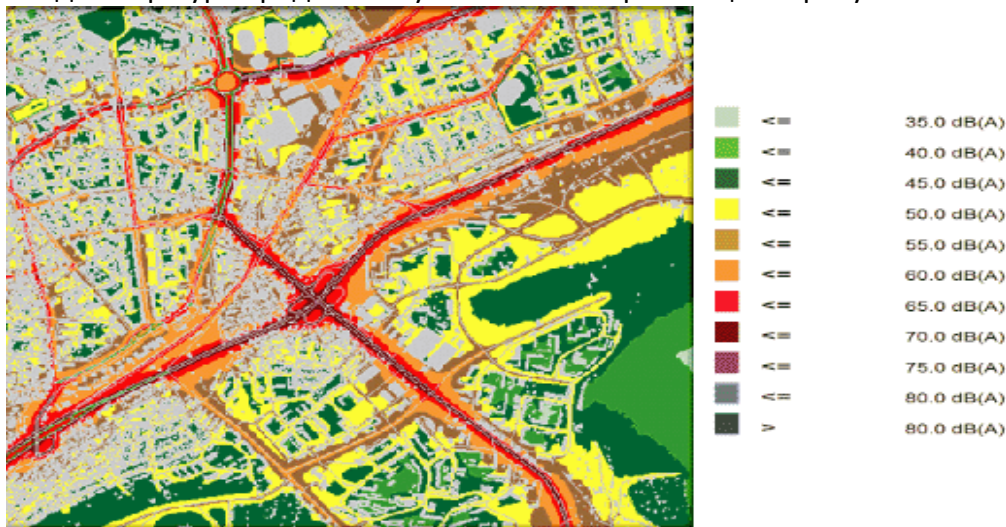 <= 35.0 dB(A)
<= 40.0 dB(A)
<= 45.0 dB(A)
<= 50.0 dB(A)
<= 55.0 dB(A)
<= 60.0 dB(A)
<= 65.0 dB(A)
<= 70.0 dB(A)
<= 75.0 dB(A)
<= 80.0 dB(A)
> 80.0 dB(A)